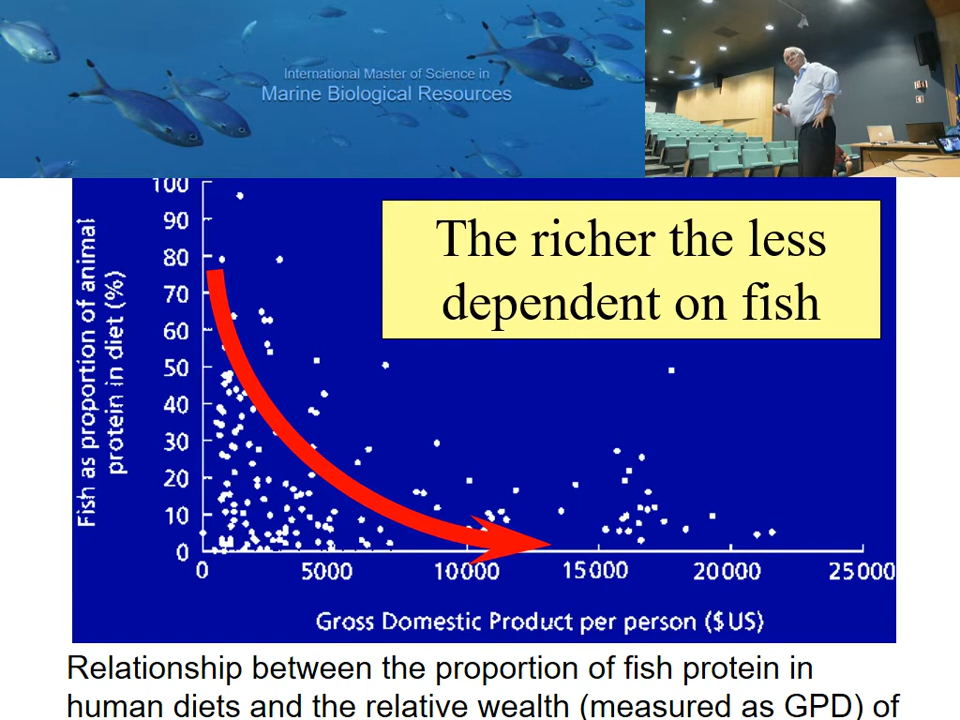 International Master of Science in
Marine Biological Resources
The richer the less
dependent on fish
Fish as proportion of animal
protein in diet (%)
100
90
80
70
60
50
40
30
20
10
0
0 5000 10000 15000 20000 25000
Gross Domestic Product per person ($US)
Relationship between the proportion of fish protein in
human diets and the relative wealth (measured as GPD) of